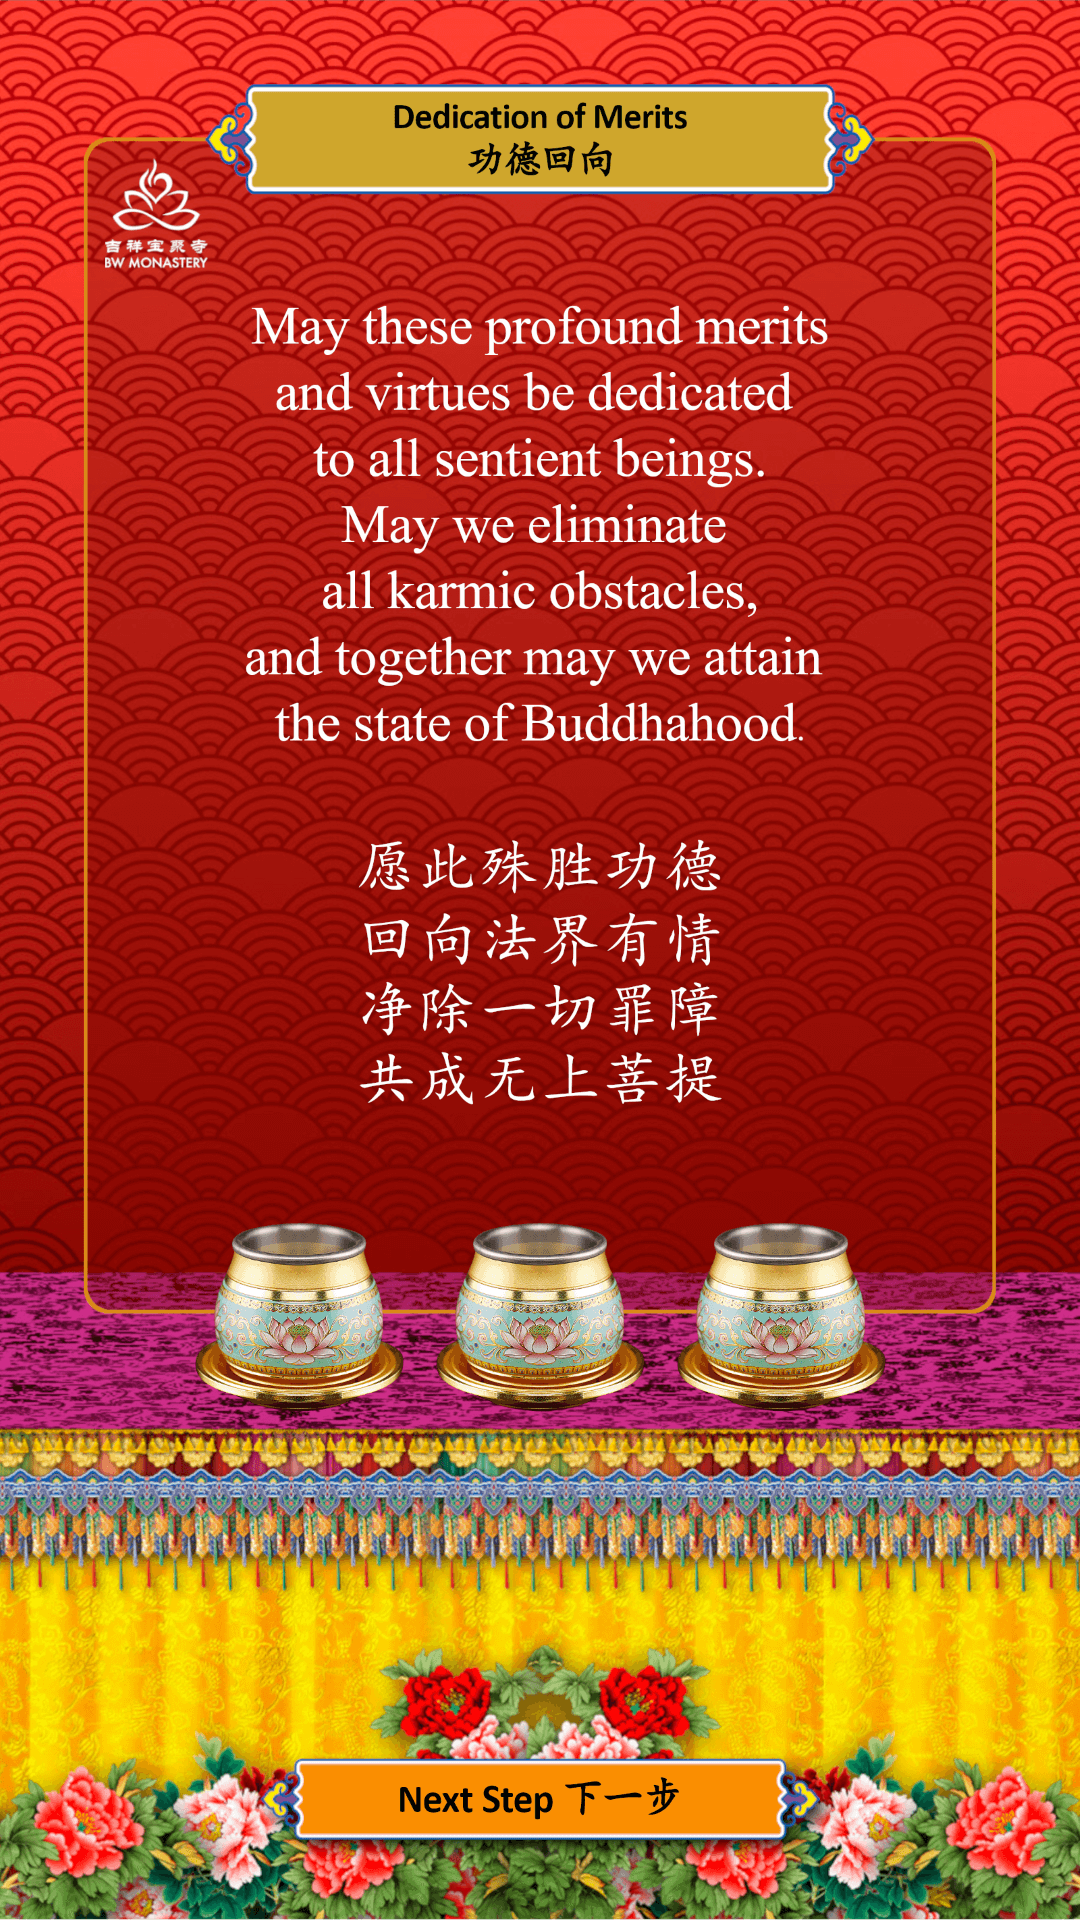 Dedication of Merits
功德回向
吉祥宝聚寺
BW MONASTERY
May these profound merits
and virtues be dedicated
to all sentient beings.
May we eliminate
all karmic obstacles,
and together may we attain
the state of Buddhahood.
愿此殊胜功德
回向法界有情
净除一切罪障
共成无上菩提
Next Step 下一步